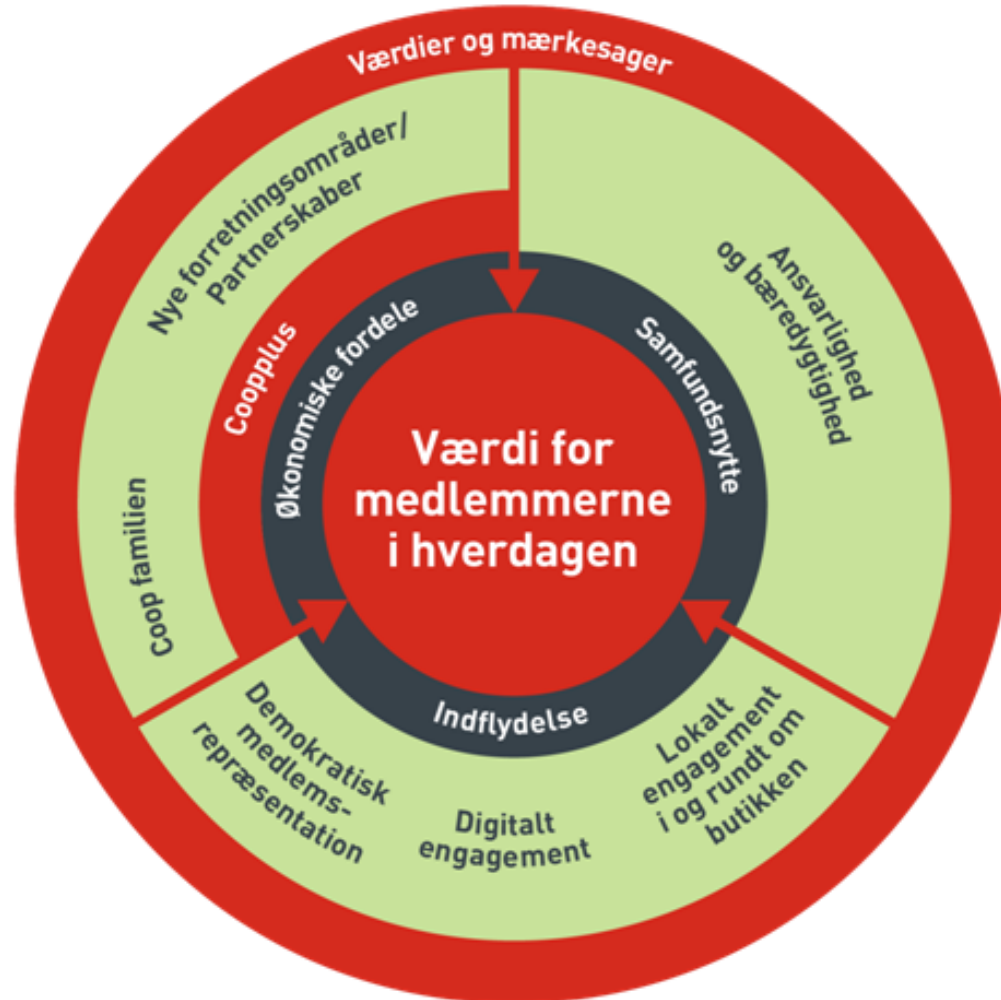 Værdier og mærkesager
Nye forretningsområder/
Partnerskaber
Coop familien
Coopplus
Økonomiske fordele
Samfundsnytte
Ansvarlighed
og bæredygtighed
Værdi for
medlemmerne
i hverdagen
Indflydelse
Demokratisk
medlems-
repræsentation
Digitalt
engagement
Lokalt
engagement
i og rundt om
butikken